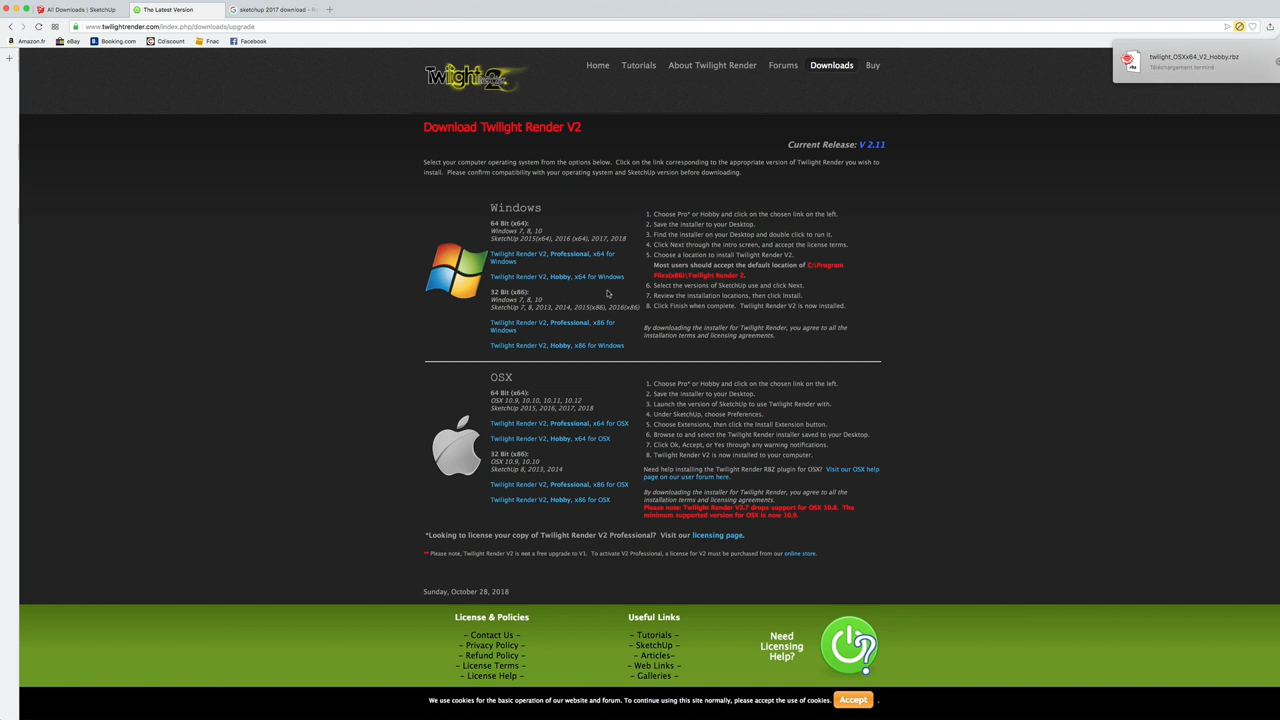 All Downloads | SketchUp
The Latest Version
sketchup 2017 download - R
www.twilightrender.com/index.php/downloads/upgrade
Amazon.fr eBay Booking.com Cdiscount Fnac Facebook
twilight_OSXx64_V2_Hobby.rbz
Téléchargement terminé
Home Tutorials About Twilight Render Forums Downloads Buy
Download Twilight Render V2
Current Release: V 2.11
Select your computer operating system from the options below. Click on the link corresponding to the appropriate version of Twilight Render you wish to
install. Please confirm compatibility with your operating system and SketchUp version before downloading.
Windows
64 Bit (x64):
Windows 7, 8, 10
SketchUp 2015(x64), 2016 (x64), 2017, 2018
Twilight Render V2, Professional, x64 for
Windows
Twilight Render V2, Hobby, x64 for Windows
32 Bit (x86):
Windows 7, 8, 10
SketchUp 7, 8, 2013, 2014, 2015(x86), 2016(x86)
Twilight Render V2, Professional, x86 for
Windows
Twilight Render V2, Hobby, x86 for Windows
1. Choose Pro* or Hobby and click on the chosen link on the left.
2. Save the installer to your Desktop.
3. Find the installer on your Desktop and double click to run it.
4. Click Next through the intro screen, and accept the license terms.
5. Choose a location to install Twilight Render V2.
Most users should accept the default location of C:\Program
Files(x86)\Twilight Render 2.
6. Select the versions of SketchUp use and click Next.
7. Review the installation locations, then click Install.
8. Click Finish when complete. Twilight Render V2 is now installed.
By downloading the installer for Twilight Render, you agree to all the
installation terms and licensing agreements.
OSX
64 Bit (x64):
OSX 10.9, 10.10, 10.11, 10.12
SketchUp 2015, 2016, 2017, 2018
Twilight Render V2, Professional, x64 for OSX
Twilight Render V2, Hobby, x64 for OSX
32 Bit (x86):
OSX 10.9, 10.10
SketchUp 8, 2013, 2014
Twilight Render V2, Professional, x86 for OSX
Twilight Render V2, Hobby, x86 for OSX
1. Choose Pro* or Hobby and click on the chosen link on the left.
2. Save the installer to your Desktop.
3. Launch the version of SketchUp to use Twilight Render with.
4. Under SketchUp, choose Preferences.
5. Choose Extensions, then click the Install Extension button.
6. Browse to and select the Twilight Render installer saved to your Desktop.
7. Click Ok, Accept, or Yes through any warning notifications.
8. Twilight Render V2 is now installed to your computer.
Need help installing the Twilight Render RBZ plugin for OSX? Visit our OSX help
page on our user forum here.
By downloading the installer for Twilight Render, you agree to all the
installation terms and licensing agreements.
Please note: Twilight Render V2.7 drops support for OSX 10.8. The
minimum supported version for OSX is now 10.9.
*Looking to license your copy of Twilight Render V2 Professional? Visit our licensing page.
** Please note, Twilight Render V2 is not a free upgrade to V1. To activate V2 Professional, a license for V2 must be purchased from our online store.
Sunday, October 28, 2018
License & Policies
- Contact Us -
- Privacy Policy -
- Refund Policy -
- License Terms -
- License Help -
Useful Links
- Tutorials -
- SketchUp -
- Articles-
- Web Links -
- Galleries -
Need
Licensing
Help?
We use cookies for the basic operation of our website and forum. To continue using this site normally, please accept the use of cookies. Accept .